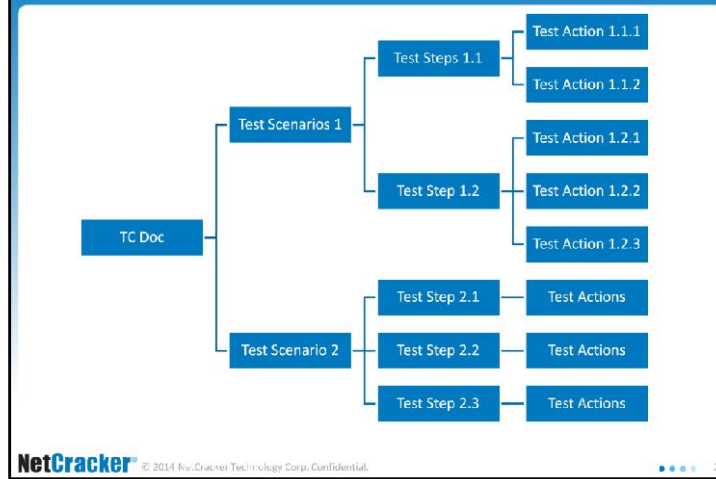 Test Action 1.1.1
Test Steps 1.1
Test Action 1.1.2
Test Scenarios 1
Test Action 1.2.1
Test Step 1.2
Test Action 1.2.2
TC Doc
Test Action 1.2.3
Test Step 2.1
Test Actions
Test Scenario 2
Test Step 2.2
Test Actions
Test Step 2.3
Test Actions
NetCracker® © 2014 NetCracker Technology Corp. Confidential.